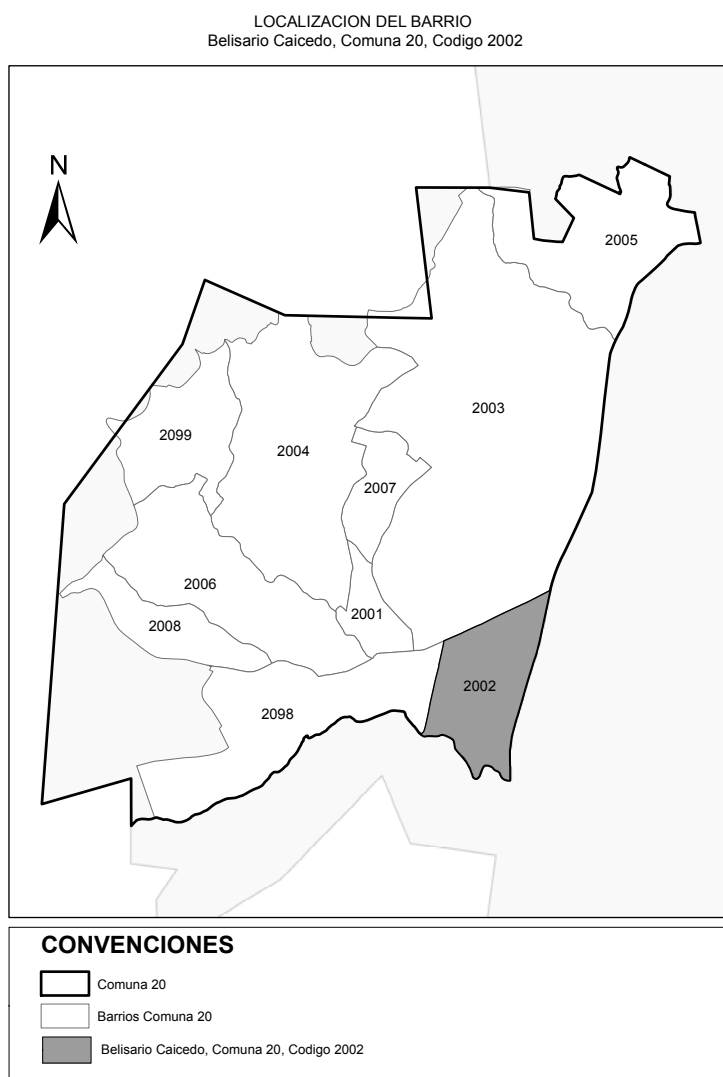 LOCALIZACION DEL BARRIO
Belisario Caicedo, Comuna 20, Codigo 2002
N
2005
2003
2099
2004
2007
2006
2001
2008
2002
2098
CONVENCIONES
Comuna 20
Barrios Comuna 20
Belisario Caicedo, Comuna 20, Codigo 2002